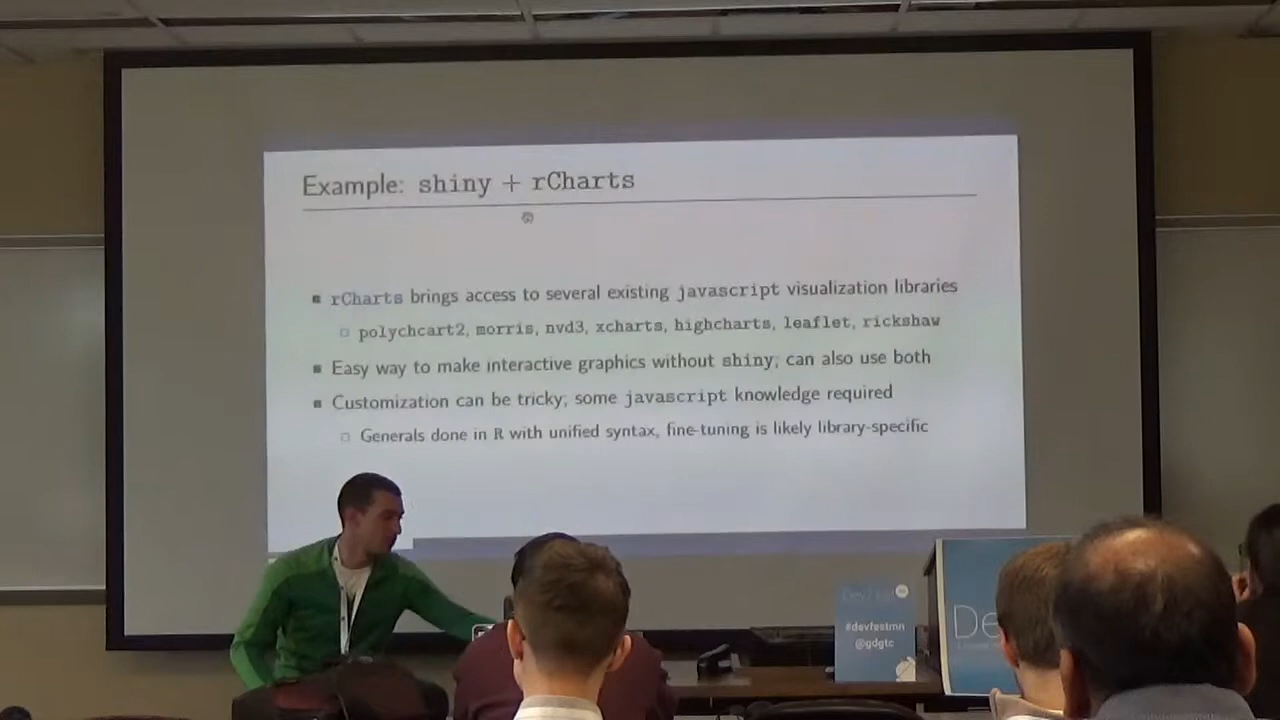 Example: shiny + rCharts
rCharts brings access to several existing javascript visualization libraries
polychcart2, morris, nvd3, xcharts, highcharts, leaflet, rickshaw
Easy way to make interactive graphics without shiny; can also use both
Customization can be tricky; some javascript knowledge required
Generals done in R with unified syntax, fine-tuning is likely library-specific
#devfestmn
@gdgtc
De